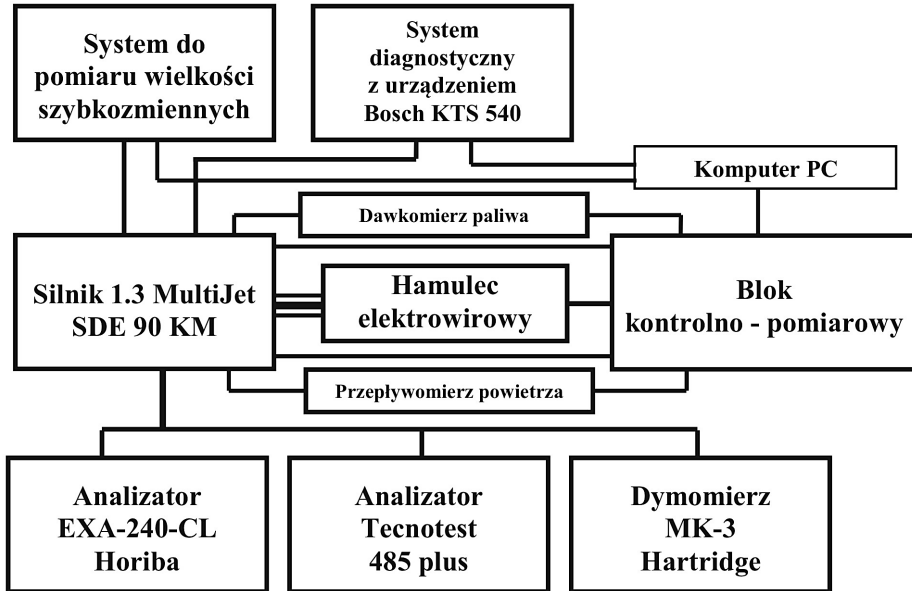 System do
pomiaru wielkości
szybkozmiennych
System
diagnostyczny
z urządzeniem
Bosch KTS 540
Komputer PC
Dawkomierz paliwa
Silnik 1.3 MultiJet
SDE 90 KM
Hamulec
elektrowirowy
Blok
kontrolno - pomiarowy
Przepływomierz powietrza
Analizator
EXA-240-CL
Horiba
Analizator
Tecnotest
485 plus
Dymomierz
MK-3
Hartridge